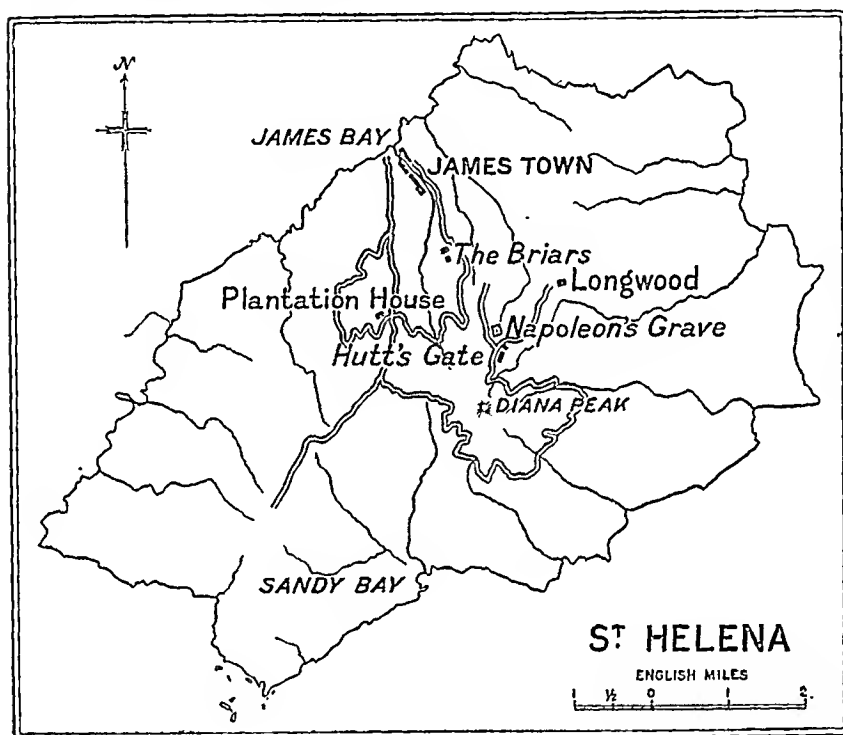 N
JAMES BAY
JAMES TOWN
The Briars
Longwood
Plantation House
Napoleon's Grave
Hutt's Gate
DIANA PEAK
SANDY BAY
ST HELENA
ENGLISH MILES
1 ½ 0 1 2